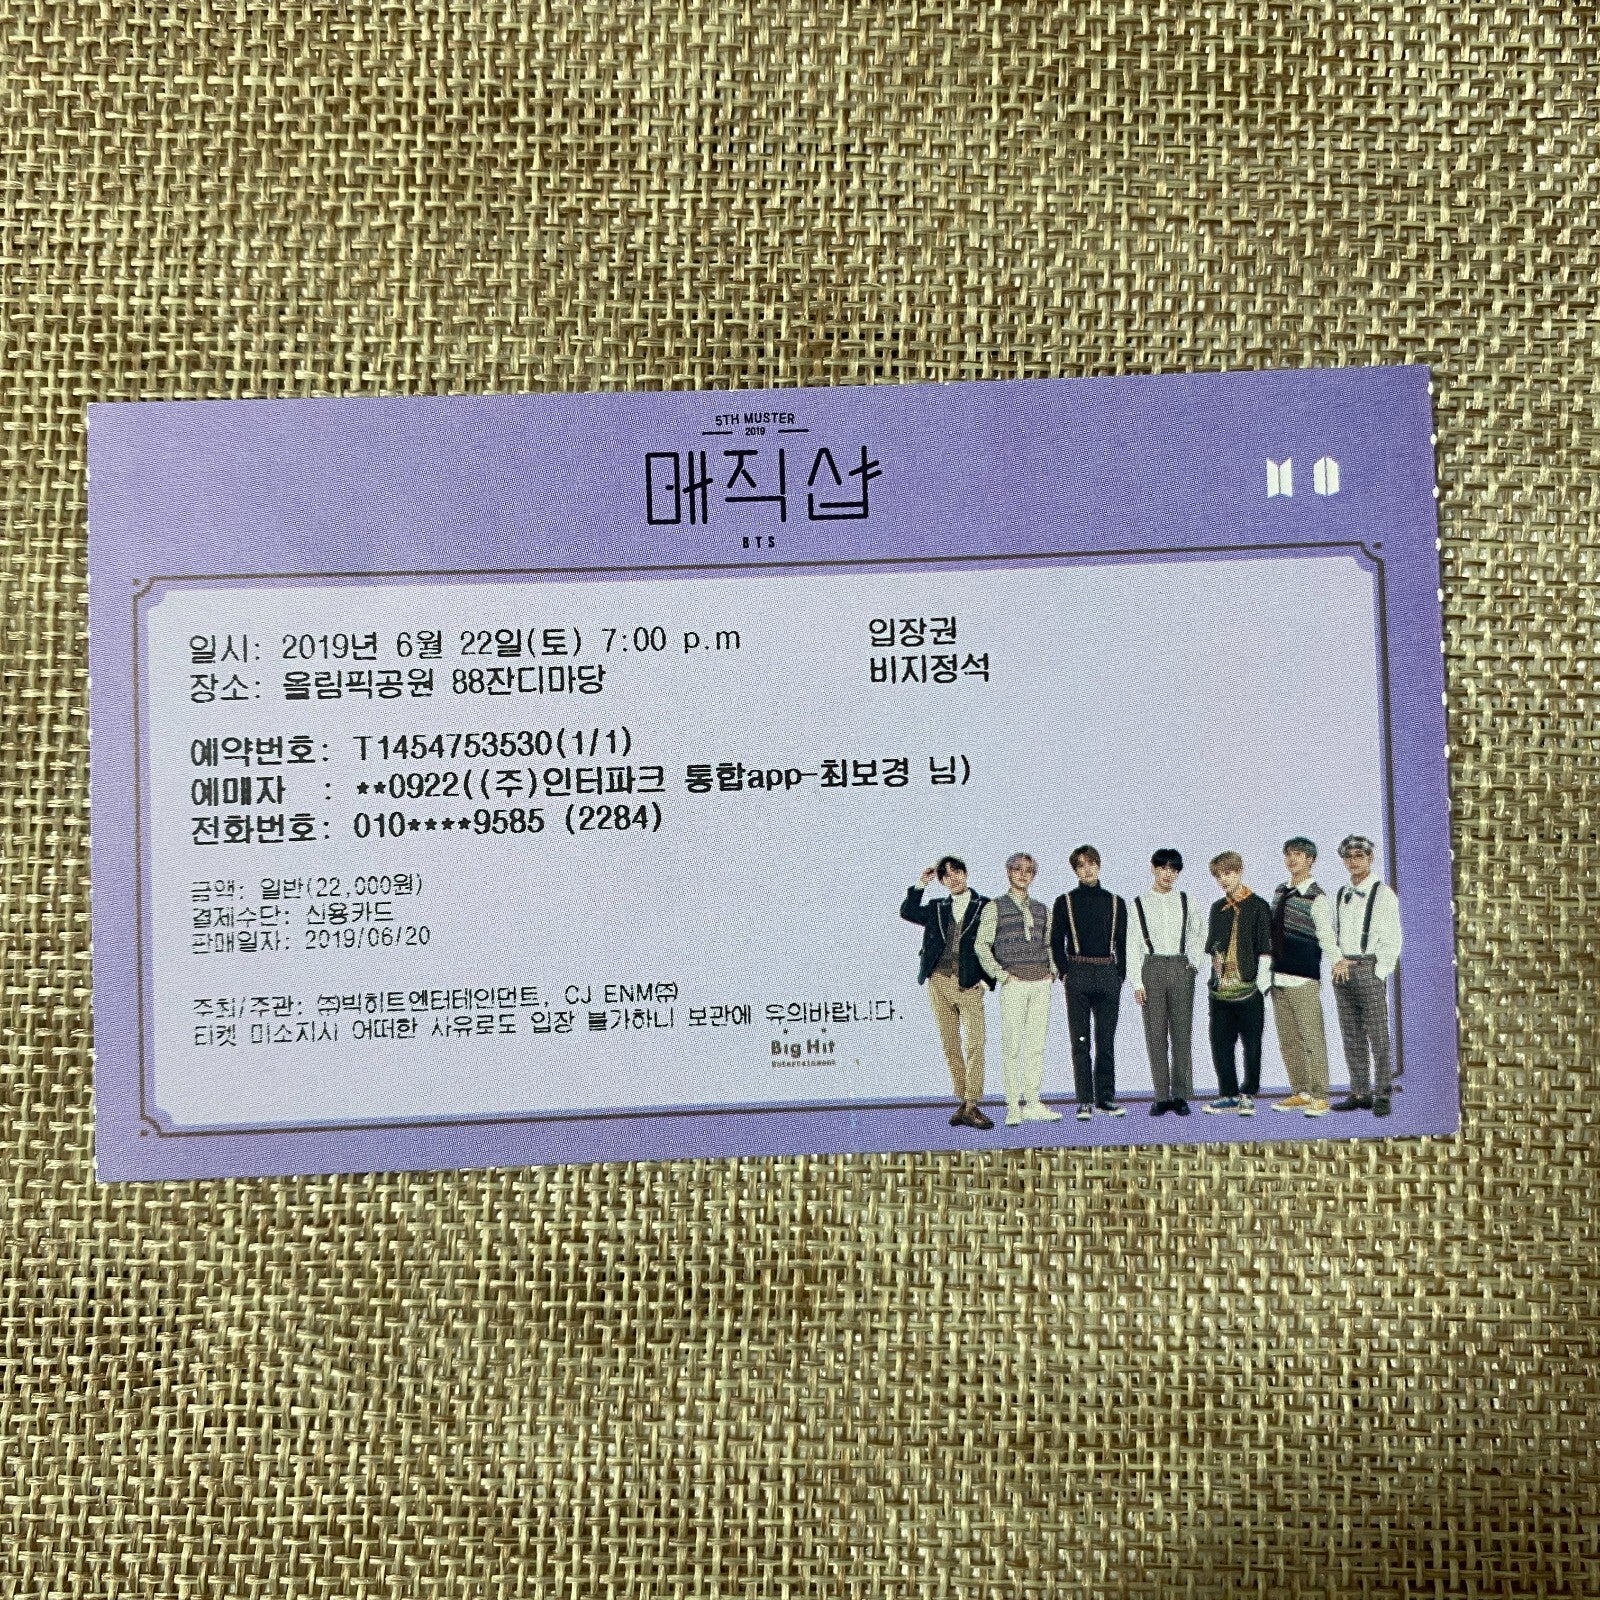 5TH MUSTER
2019
매직샵
BTS
일시: 2019년 6월 22일(토) 7:00 p.m
장소: 올림픽공원 88잔디마당
입장권
비지정석
예약번호: T1454753530(1/1)
예매자 : **0922((주)인터파크 통합app-최보경 님)
전화번호: 010****9585 (2284)
금액: 일반(22,000원)
결제수단: 신용카드
판매일자: 2019/06/20
주최/주관: ㈜빅히트엔터테인먼트, CJ ENM㈜
티켓 미소지시 어떠한 사유로도 입장 불가하니 보관에 유의바랍니다.
Big Hit
Entertainment